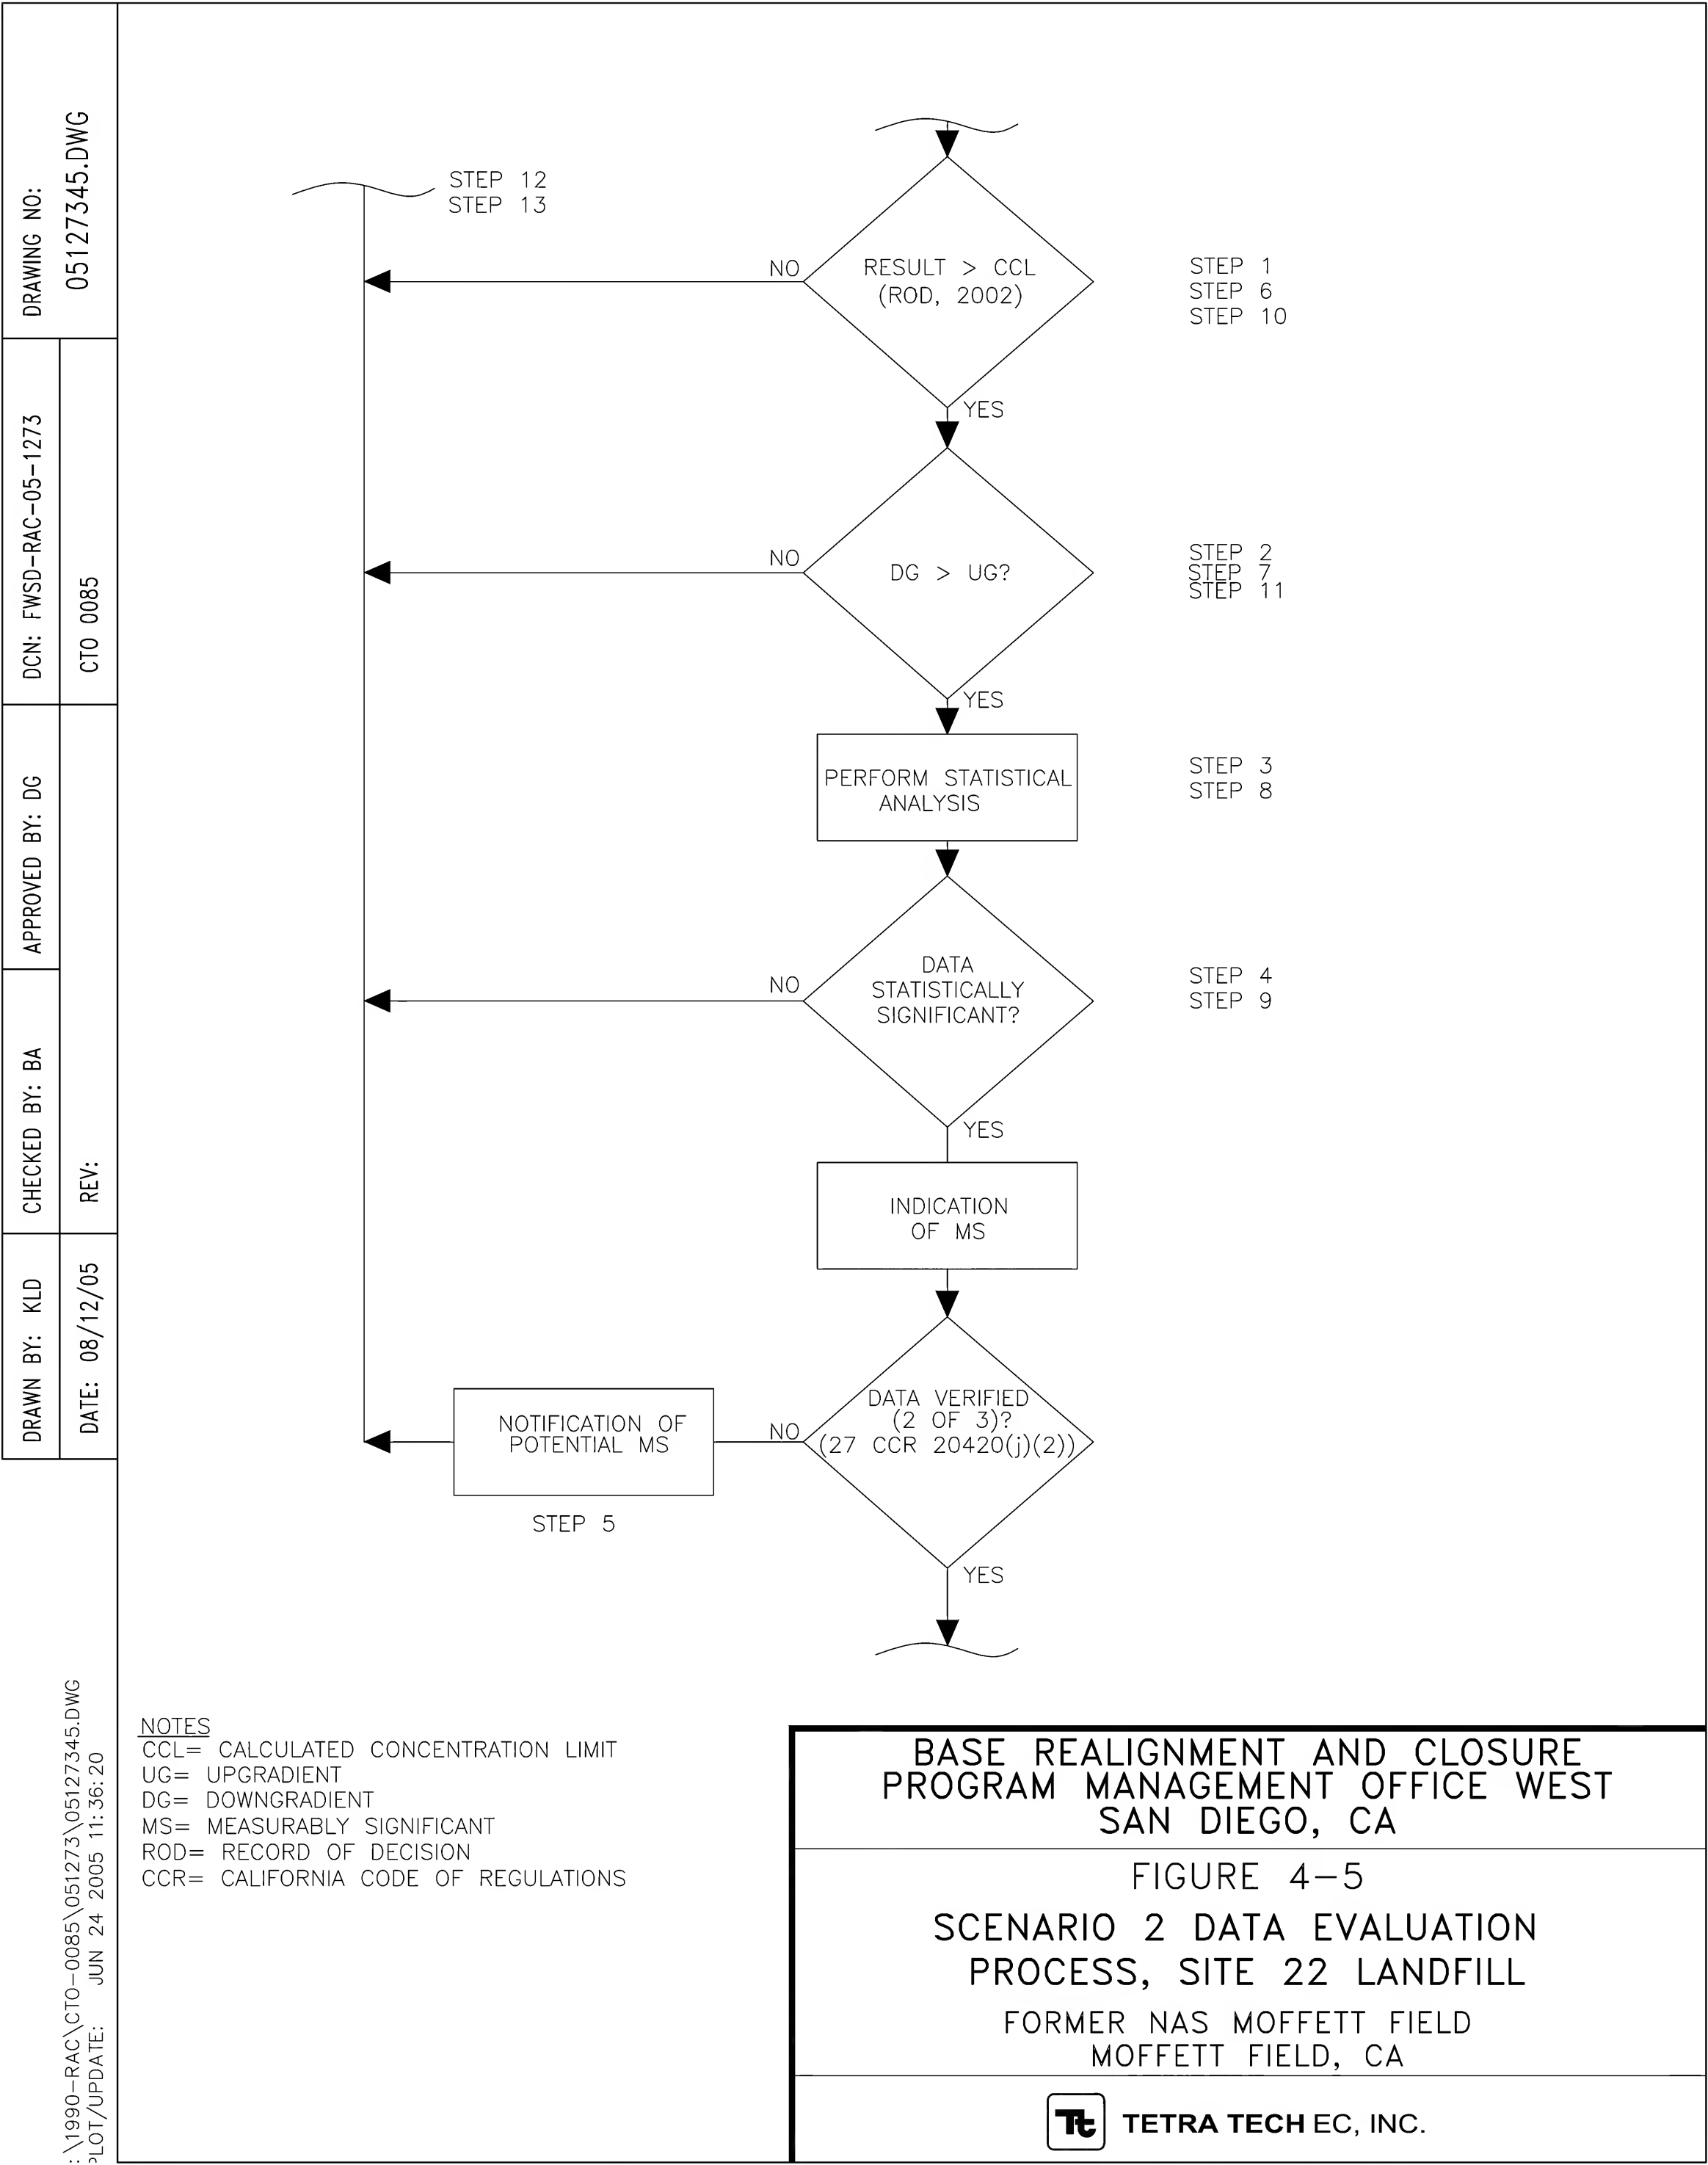 DRAWING NO:
05127345.DWG
DCN: FWSD-RAC-05-1273
CTO 0085
APPROVED BY: DG
CHECKED BY: BA
REV:
DRAWN BY: KLD
DATE: 08/12/05
:\1990-RAC\CTO-0085\051273\05127345.DWG
PLOT/UPDATE: JUN 24 2005 11:36:20
STEP 12
STEP 13
NO
RESULT > CCL
(ROD, 2002)
STEP 1
STEP 6
STEP 10
YES
NO
DG > UG?
STEP 2
STEP 7
STEP 11
YES
PERFORM STATISTICAL
ANALYSIS
STEP 3
STEP 8
NO
DATA
STATISTICALLY
SIGNIFICANT?
STEP 4
STEP 9
YES
INDICATION
OF MS
NOTIFICATION OF
POTENTIAL MS
STEP 5
NO
DATA VERIFIED
(2 OF 3)?
(27 CCR 20420(j)(2))
YES
NOTES
CCL= CALCULATED CONCENTRATION LIMIT
UG= UPGRADIENT
DG= DOWNGRADIENT
MS= MEASURABLY SIGNIFICANT
ROD= RECORD OF DECISION
CCR= CALIFORNIA CODE OF REGULATIONS
BASE REALIGNMENT AND CLOSURE
PROGRAM MANAGEMENT OFFICE WEST
SAN DIEGO, CA
FIGURE 4-5
SCENARIO 2 DATA EVALUATION
PROCESS, SITE 22 LANDFILL
FORMER NAS MOFFETT FIELD
MOFFETT FIELD, CA
Tt TETRA TECH EC, INC.